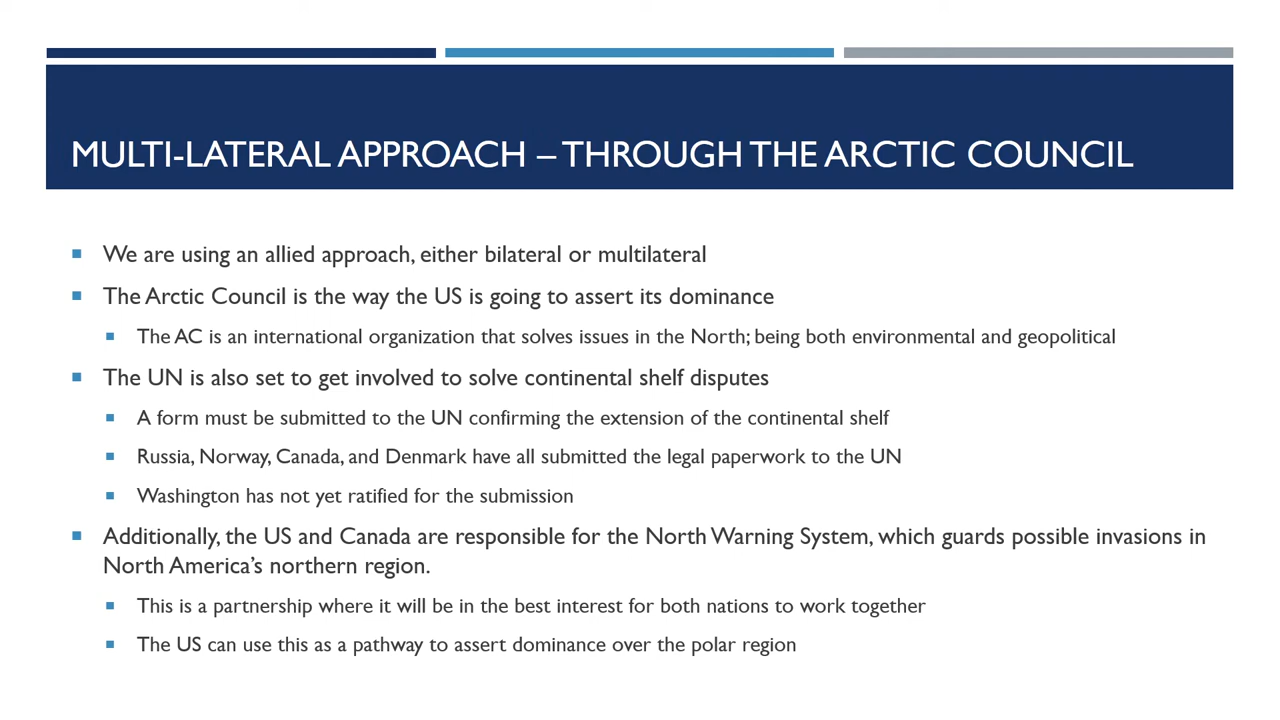 MULTI-LATERAL APPROACH – THROUGH THE ARCTIC COUNCIL
We are using an allied approach, either bilateral or multilateral
The Arctic Council is the way the US is going to assert its dominance
The AC is an international organization that solves issues in the North; being both environmental and geopolitical
The UN is also set to get involved to solve continental shelf disputes
A form must be submitted to the UN confirming the extension of the continental shelf
Russia, Norway, Canada, and Denmark have all submitted the legal paperwork to the UN
Washington has not yet ratified for the submission
Additionally, the US and Canada are responsible for the North Warning System, which guards possible invasions in
North America’s northern region.
This is a partnership where it will be in the best interest for both nations to work together
The US can use this as a pathway to assert dominance over the polar region